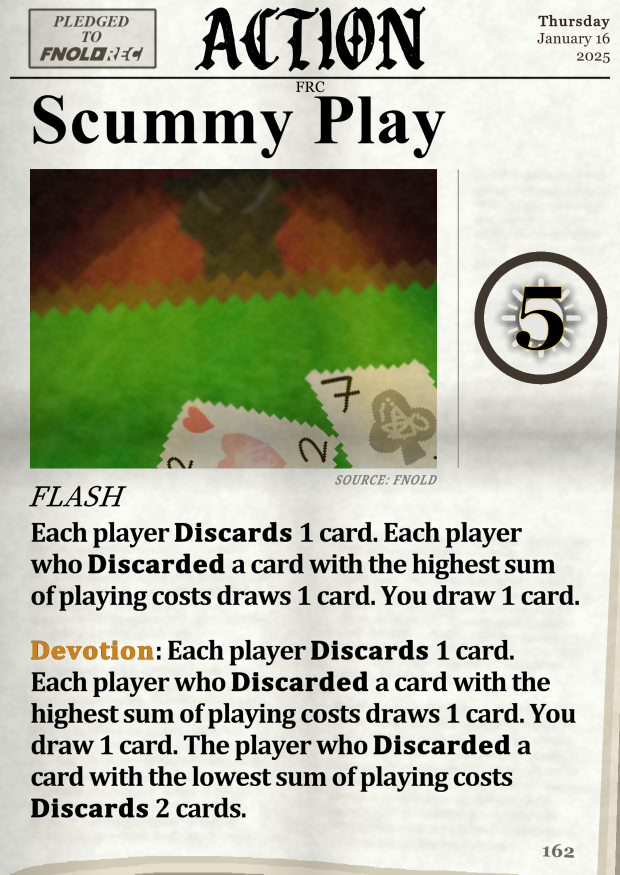 PLEDGED
TO
FNOLD REC
ACTION
Thursday
January 16
2025
FRC
Scummy Play
7
2
2
5
SOURCE: FNOLD
FLASH
Each player Discards 1 card. Each player
who Discarded a card with the highest sum
of playing costs draws 1 card. You draw 1 card.
Devotion: Each player Discards 1 card.
Each player who Discarded a card with the
highest sum of playing costs draws 1 card. You
draw 1 card. The player who Discarded a
card with the lowest sum of playing costs
Discards 2 cards.
162